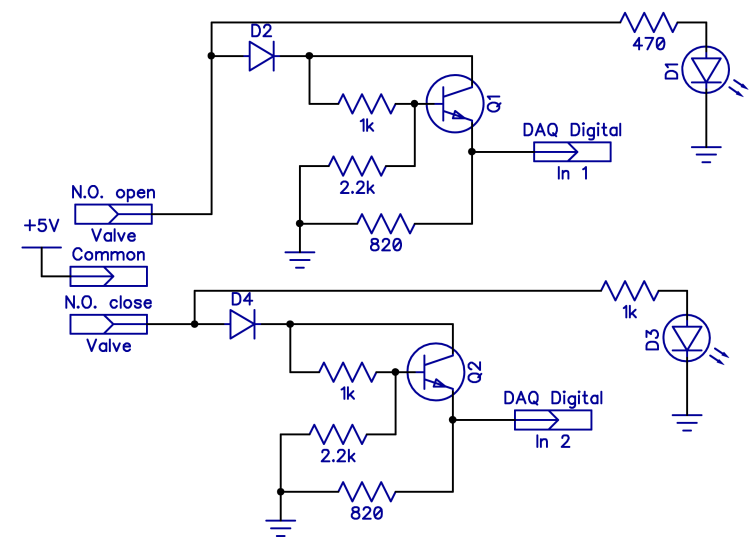 D2
470
D1
1k
Q1
DAQ Digital
In 1
2.2k
820
N.O. open
Valve
+5V
Common
N.O. close
Valve
D4
1k
D3
1k
Q2
DAQ Digital
In 2
2.2k
820